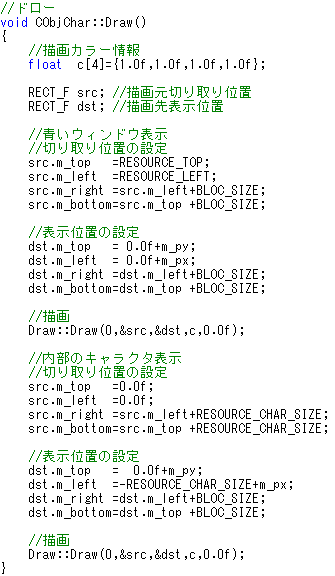 //ドロー
void CObjChar::Draw()
{
//描画カラー情報
float c[4]={1.0f,1.0f,1.0f,1.0f};
RECT_F src; //描画元切り取り位置
RECT_F dst; //描画先表示位置
//青いウィンドウ表示
//切り取り位置の設定
src.m_top =RESOURCE_TOP;
src.m_left =RESOURCE_LEFT;
src.m_right =src.m_left+BLOC_SIZE;
src.m_bottom=src.m_top +BLOC_SIZE;
//表示位置の設定
dst.m_top = 0.0f+m_py;
dst.m_left = 0.0f+m_px;
dst.m_right =dst.m_left+BLOC_SIZE;
dst.m_bottom=dst.m_top +BLOC_SIZE;
//描画
Draw::Draw(0,&src,&dst,c,0.0f);
//内部のキャラクタ表示
//切り取り位置の設定
src.m_top =0.0f;
src.m_left =0.0f;
src.m_right =src.m_left+RESOURCE_CHAR_SIZE;
src.m_bottom=src.m_top +RESOURCE_CHAR_SIZE;
//表示位置の設定
dst.m_top = 0.0f+m_py;
dst.m_left =-RESOURCE_CHAR_SIZE+m_px;
dst.m_right =dst.m_left+BLOC_SIZE;
dst.m_bottom=dst.m_top +BLOC_SIZE;
//描画
Draw::Draw(0,&src,&dst,c,0.0f);
}